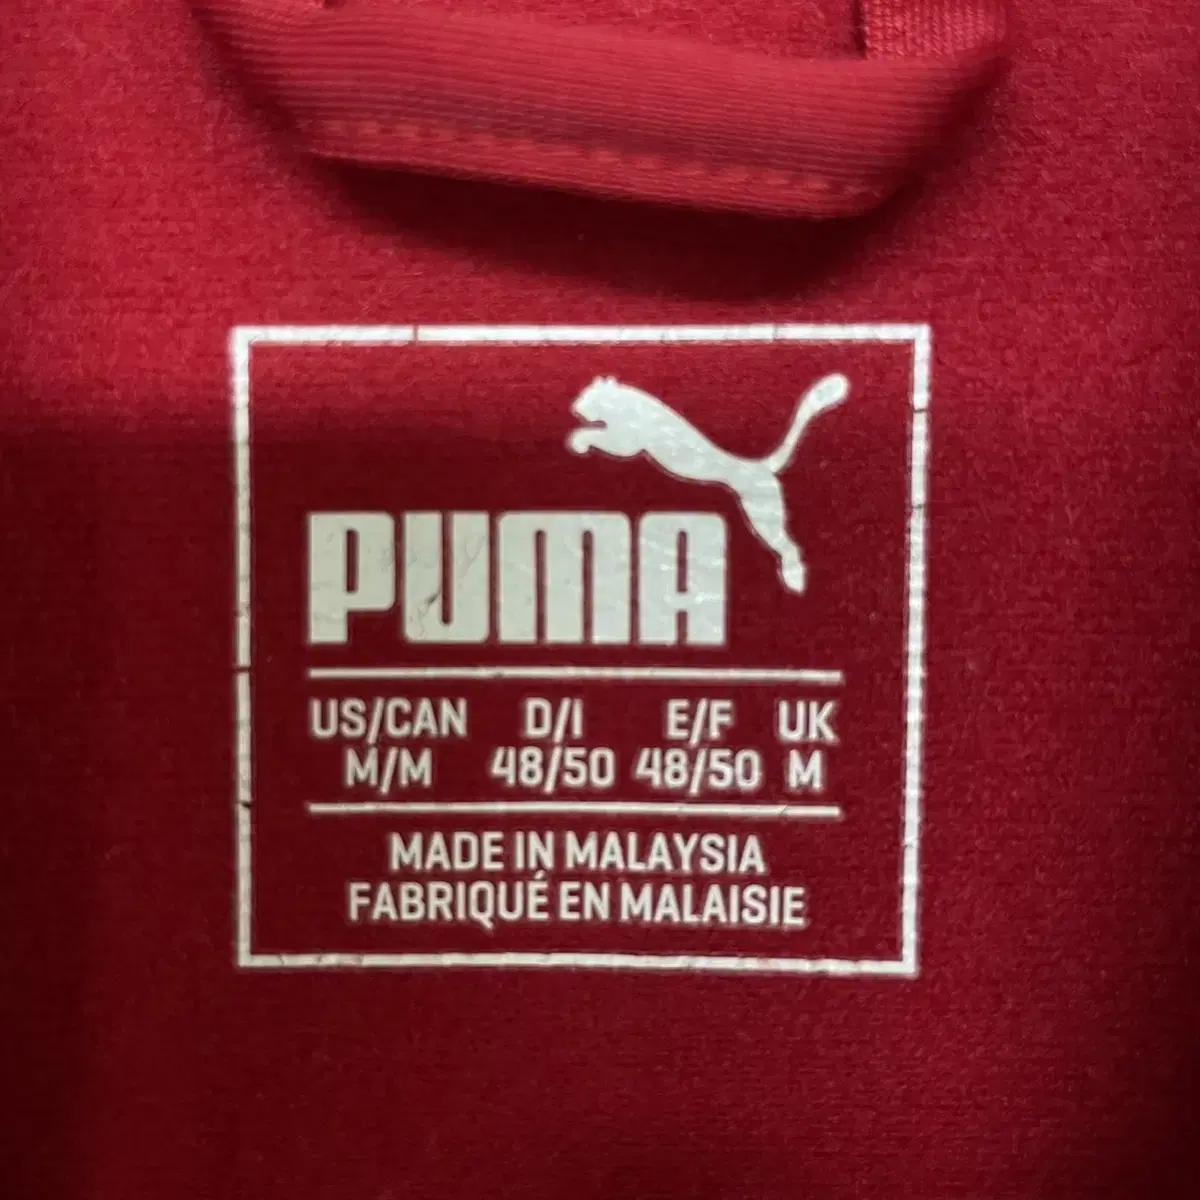 PUMA
US/CAN D/I E/F UK
M/M 48/50 48/50 M
MADE IN MALAYSIA
FABRIQUÉ EN MALAISIE